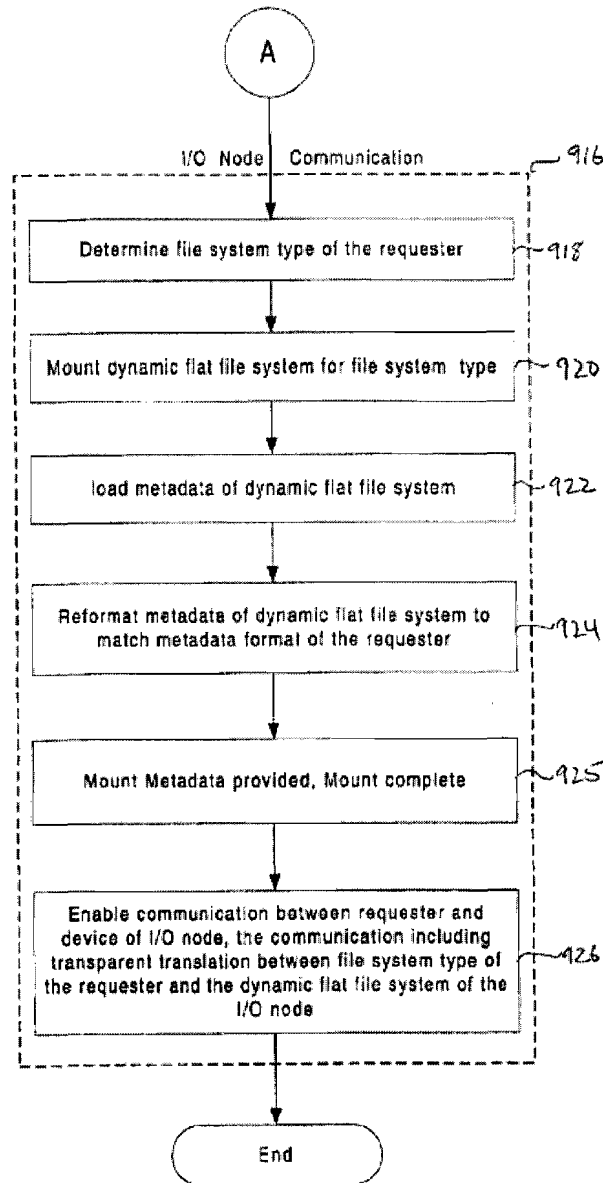 A
I/O Node Communication
916
Determine file system type of the requester
918
Mount dynamic flat file system for file system type
920
load metadata of dynamic flat file system
922
Reformat metadata of dynamic flat file system to
match metadata format of the requester
924
Mount Metadata provided, Mount complete
925
Enable communication between requester and
device of I/O node, the communication including
transparent translation between file system type of
the requester and the dynamic flat file system of the
I/O node
926
End